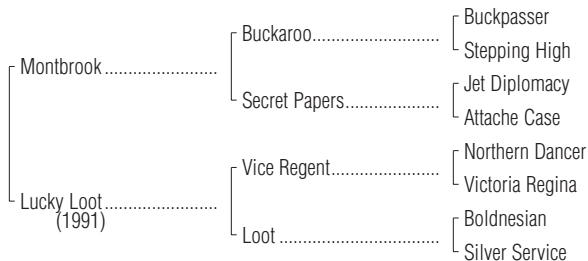 Buckpasser
Buckaroo........................................
Stepping High
Montbrook ..........................
Jet Diplomacy
Secret Papers..............................
Attache Case
Northern Dancer
Vice Regent..................................
Victoria Regina
Lucky Loot ..........................
(1991)
Boldnesian
Loot ..................................................
Silver Service